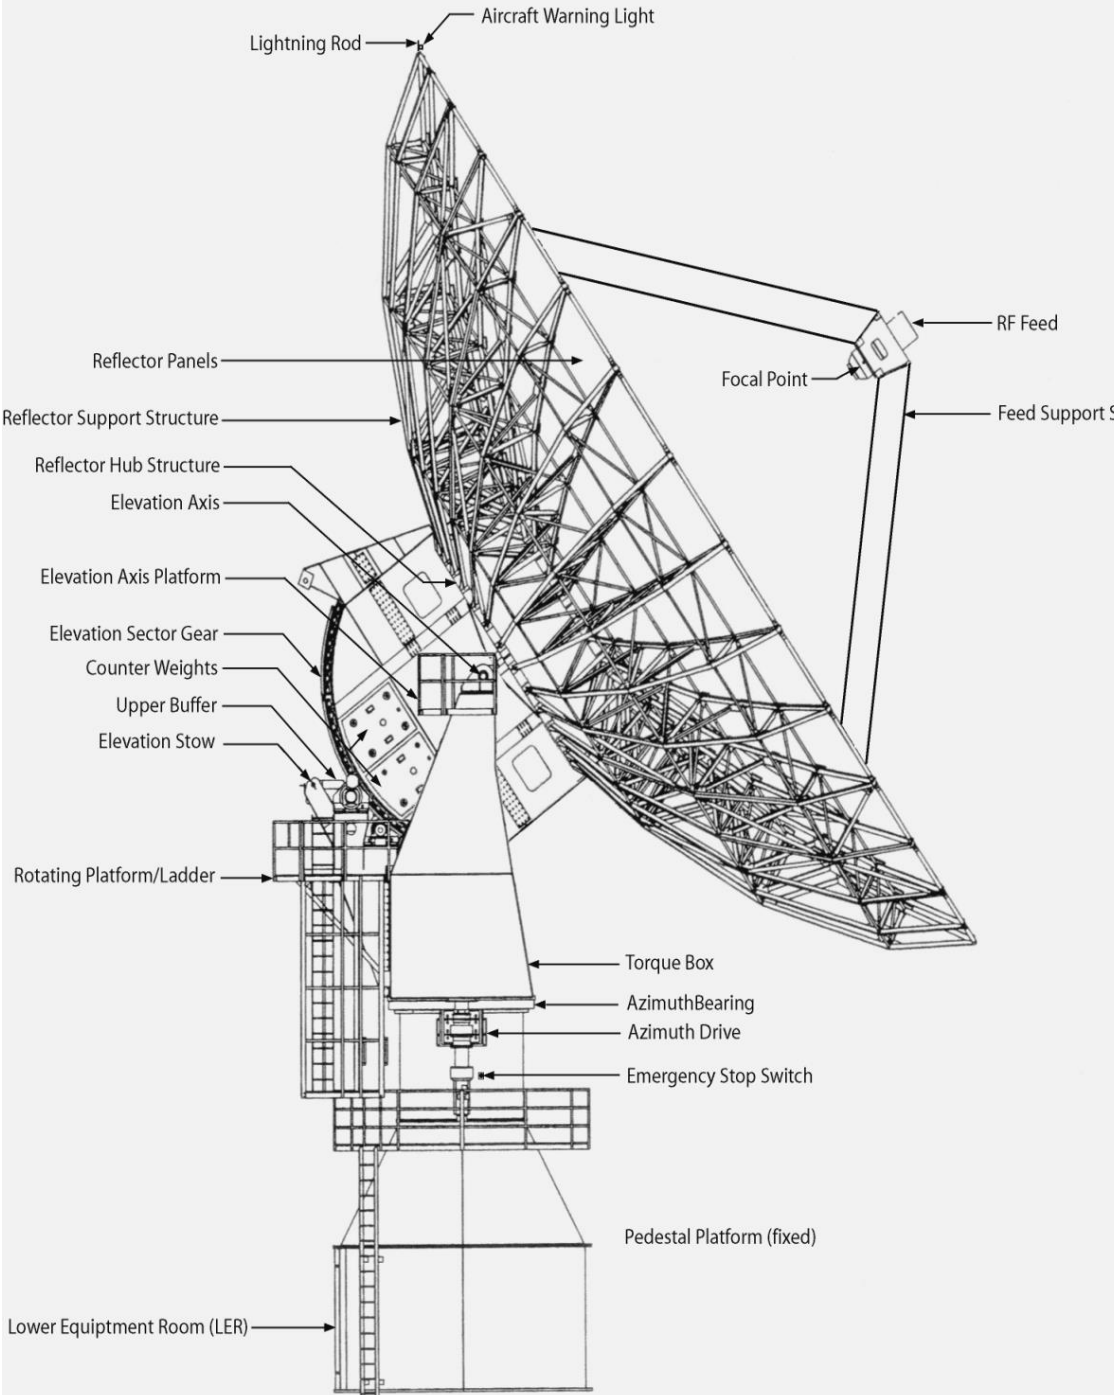 Aircraft Warning Light
Lightning Rod
RF Feed
Reflector Panels
Focal Point
Reflector Support Structure
Feed Support S
Reflector Hub Structure
Elevation Axis
Elevation Axis Platform
Elevation Sector Gear
Counter Weights
Upper Buffer
Elevation Stow
Rotating Platform/Ladder
Torque Box
AzimuthBearing
Azimuth Drive
Emergency Stop Switch
Pedestal Platform (fixed)
Lower Equiptment Room (LER)